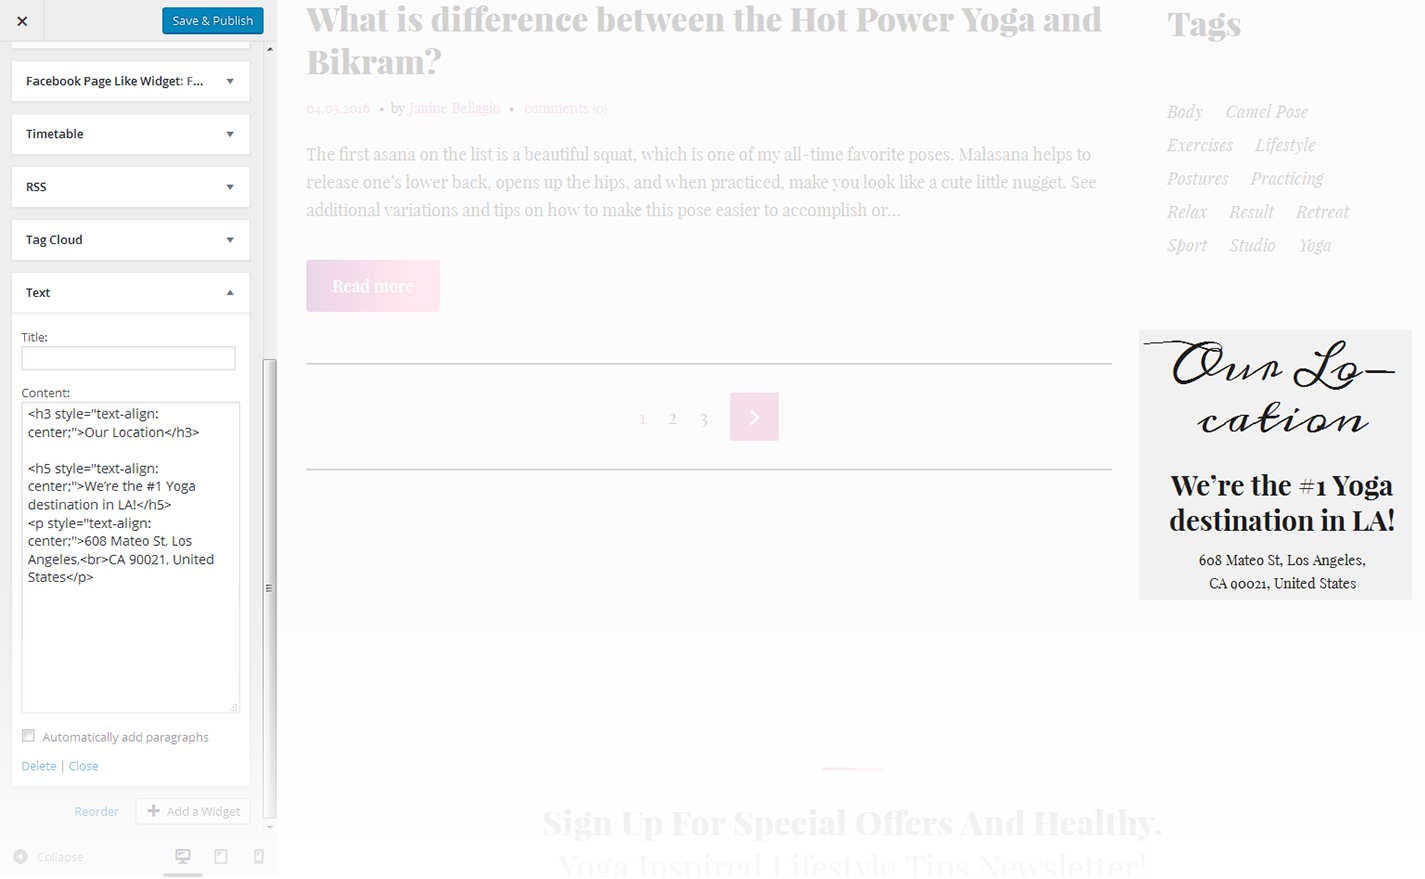 Save & Publish
Facebook Page Like Widget: F...
Timetable
RSS
Tag Cloud
Text
Title:
Content:
<h3 style="text-align:
center;">Our Location</h3>
<h5 style="text-align:
center;">We're the #1 Yoga
destination in LA!</h5>
<p style="text-align:
center;">608 Mateo St, Los
Angeles,<br>CA 90021, United
States</p>
Automatically add paragraphs
Delete | Close
Reorder
Add a Widget
Collapse
What is difference between the Hot Power Yoga and
Bikram?
04.03.2016 • by Janine Bellagio • comments (0)
The first asana on the list is a beautiful squat, which is one of my all-time favorite poses. Malasana helps to
release one's lower back, opens up the hips, and when practiced, make you look like a cute little nugget. See
additional variations and tips on how to make this pose easier to accomplish or...
Read more
1 2 3
Tags
Body Camel Pose
Exercises Lifestyle
Postures Practicing
Relax Result Retreat
Sport Studio Yoga
Our Lo-
cation
We're the #1 Yoga
destination in LA!
608 Mateo St, Los Angeles,
CA 90021, United States
Sign Up For Special Offers And Healthy,
Yoga Inspired Lifestyle Tips Newsletter!